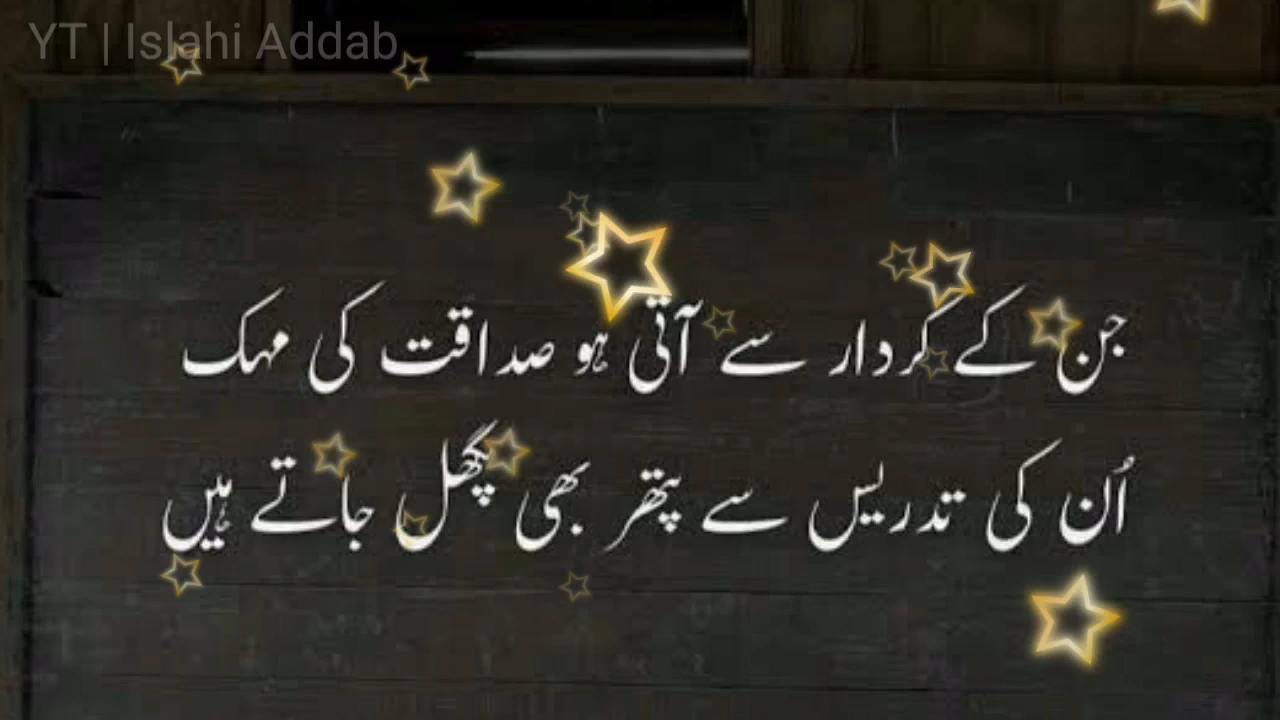 YT | Islahi Addab
جن کے کردار سے آتی ہو صداقت کی مہک
اُن کی تدریس سے پتھر بھی پگھل جاتے ہیں